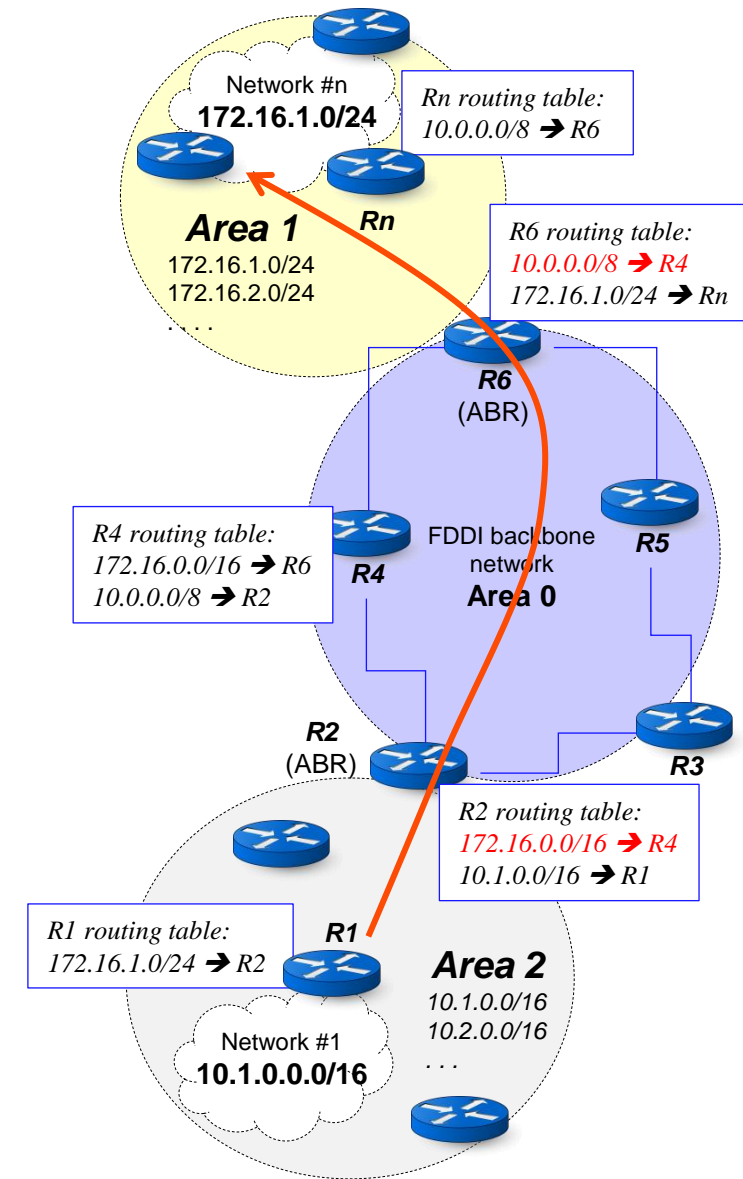 Network #n
172.16.1.0/24
Rn routing table:
10.0.0.0/8 ➔ R6
Rn
Area 1
172.16.1.0/24
172.16.2.0/24
. . . .
R6 routing table:
10.0.0.0/8 ➔ R4
172.16.1.0/24 ➔ Rn
R6
(ABR)
R4 routing table:
172.16.0.0/16 ➔ R6
10.0.0.0/8 ➔ R2
R4
FDDI backbone
network
Area 0
R5
R2
(ABR)
R3
R2 routing table:
172.16.0.0/16 ➔ R4
10.1.0.0/16 ➔ R1
R1 routing table:
172.16.1.0/24 ➔ R2
R1
Area 2
10.1.0.0/16
10.2.0.0/16
. . .
Network #1
10.1.0.0.0/16